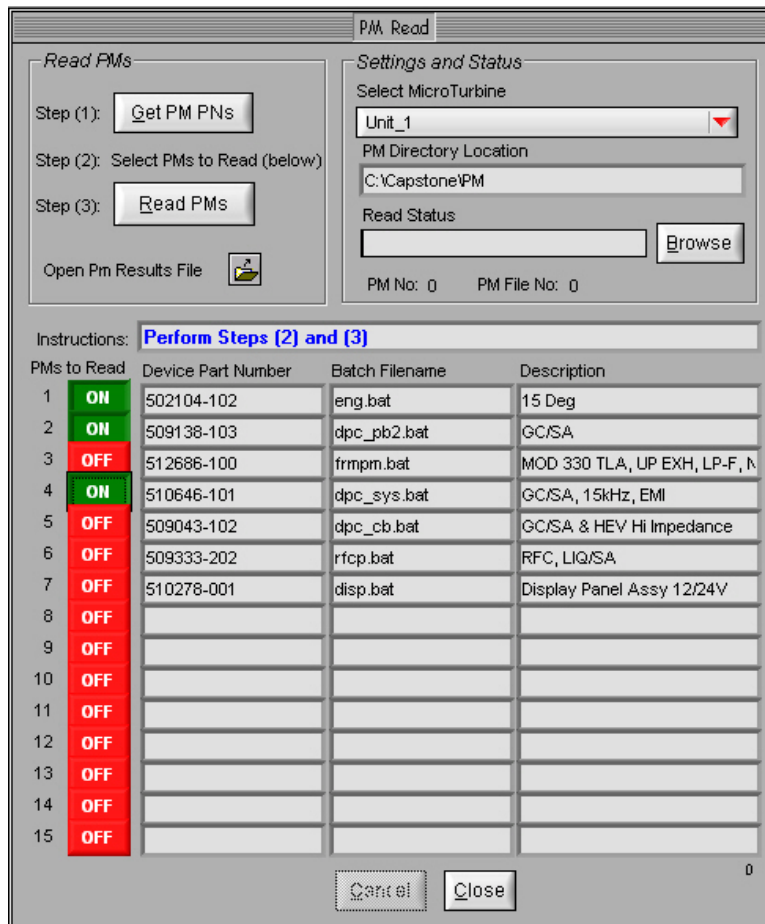 PM Read
Read PMs
Step (1): Get PM PNs
Step (2): Select PMs to Read (below)
Step (3): Read PMs
Open Pm Results File
Settings and Status
Select MicroTurbine
Unit_1
PM Directory Location
C:\Capstone\PM
Read Status
Browse
PM No: 0 PM File No: 0
Instructions: Perform Steps (2) and (3)
PMs to Read Device Part Number Batch Filename Description
1 ON 502104-102 eng.bat 15 Deg
2 ON 509138-103 dpc_pb2.bat GC/SA
3 OFF 512686-100 frmpm.bat MOD 330 TLA, UP EXH, LP-F, N
4 ON 510646-101 dpc_sys.bat GC/SA, 15kHz, EMI
5 OFF 509043-102 dpc_cb.bat GC/SA & HEV Hi Impedance
6 OFF 509333-202 rfcp.bat RFC, LIQ/SA
7 OFF 510278-001 disp.bat Display Panel Assy 12/24V
8 OFF
9 OFF
10 OFF
11 OFF
12 OFF
13 OFF
14 OFF
15 OFF
0
Cancel Close